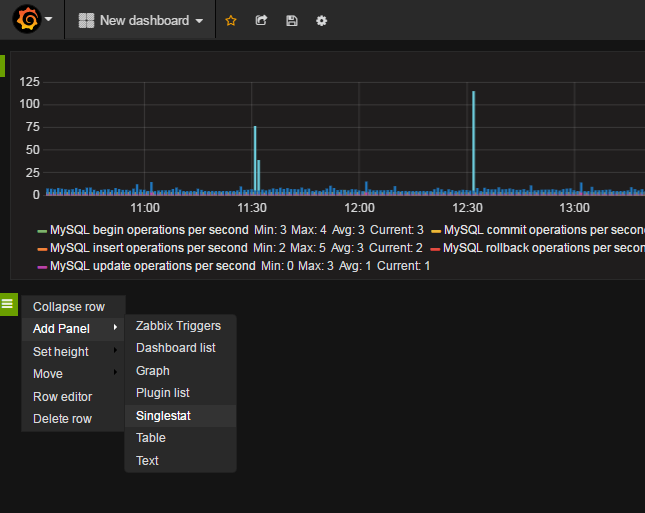 New dashboard
125
100
75
50
25
0
11:00 11:30 12:00 12:30 13:00
MySQL begin operations per second Min: 3 Max: 4 Avg: 3 Current: 3 MySQL commit operations per secon
MySQL insert operations per second Min: 2 Max: 5 Avg: 3 Current: 2 MySQL rollback operations per secon
MySQL update operations per second Min: 0 Max: 3 Avg: 1 Current: 1
Collapse row
Add Panel
Set height
Move
Row editor
Delete row
Zabbix Triggers
Dashboard list
Graph
Plugin list
Singlestat
Table
Text